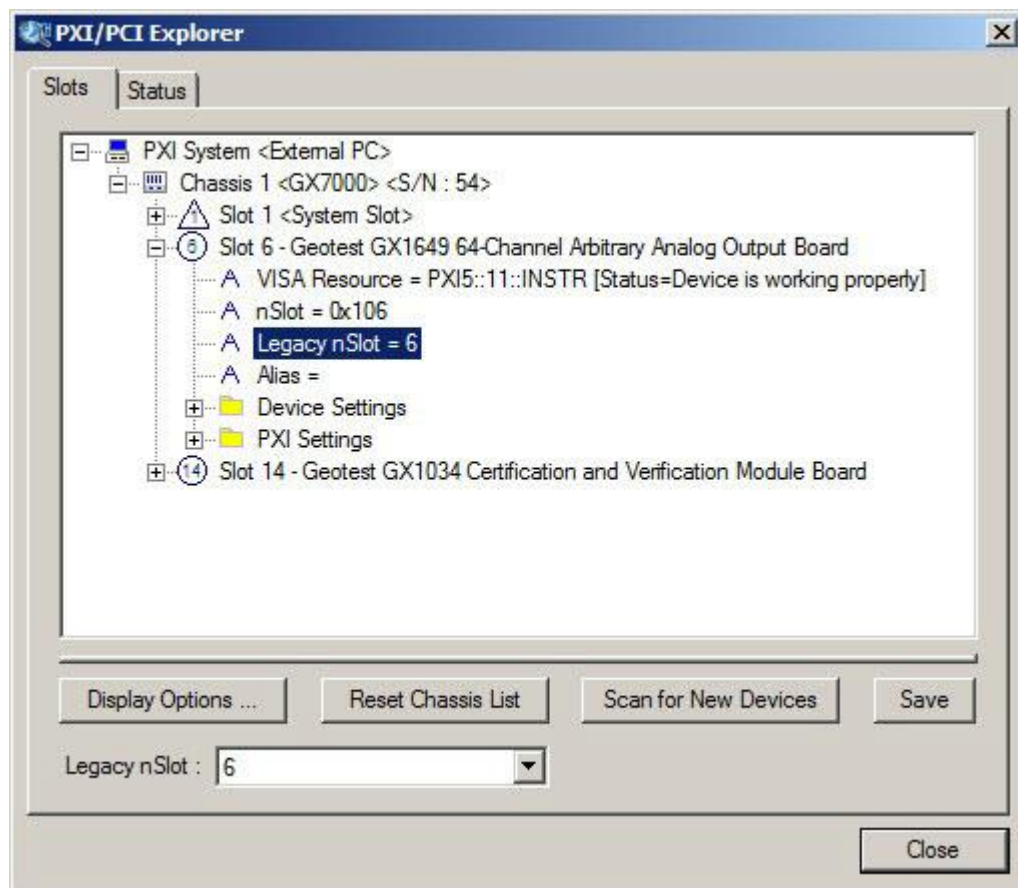 PXI/PCI Explorer
Slots
Status
PXI System <External PC>
Chassis 1 <GX7000> <S/N : 54>
1 Slot 1 <System Slot>
6 Slot 6 - Geotest GX1649 64-Channel Arbitrary Analog Output Board
A VISA Resource = PXI5::11::INSTR [Status=Device is working properly]
A nSlot = 0x106
A Legacy nSlot = 6
A Alias =
Device Settings
PXI Settings
14 Slot 14 - Geotest GX1034 Certification and Verification Module Board
Display Options ...
Reset Chassis List
Scan for New Devices
Save
Legacy nSlot : 6
Close